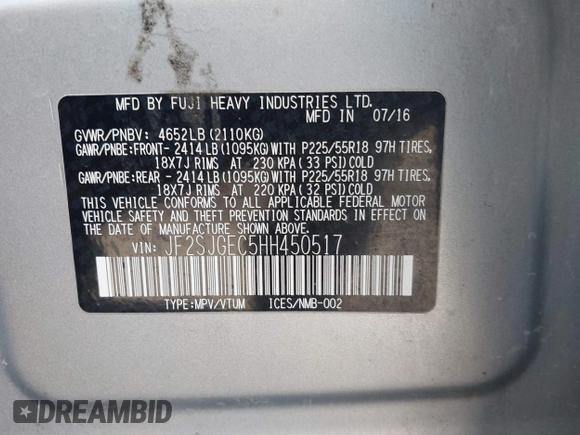 MFD BY FUJI HEAVY INDUSTRIES LTD.
MFD IN 07/16
GVWR/PNBV: 4652LB(2110KG)
GAWR/PNBE:FRONT- 2414LB(1095KG)WITH P225/55R18 97H TIRES,
18X7J RIMS AT 230 KPA( 33 PSI)COLD
GAWR/PNBE:REAR - 2414LB(1095KG)WITH P225/55R18 97H TIRES,
18X7J RIMS AT 220 KPA( 32 PSI)COLD
THIS VEHICLE CONFORMS TO ALL APPLICABLE FEDERAL MOTOR
VEHICLE SAFETY AND THEFT PREVENTION STANDARDS IN EFFECT
ON THE DATE OF MANUFACTURE SHOWN ABOVE.
VIN: JF2SJGEC5HH450517
TYPE:MPV/VTUM ICES/NMB-002
DREAMBID